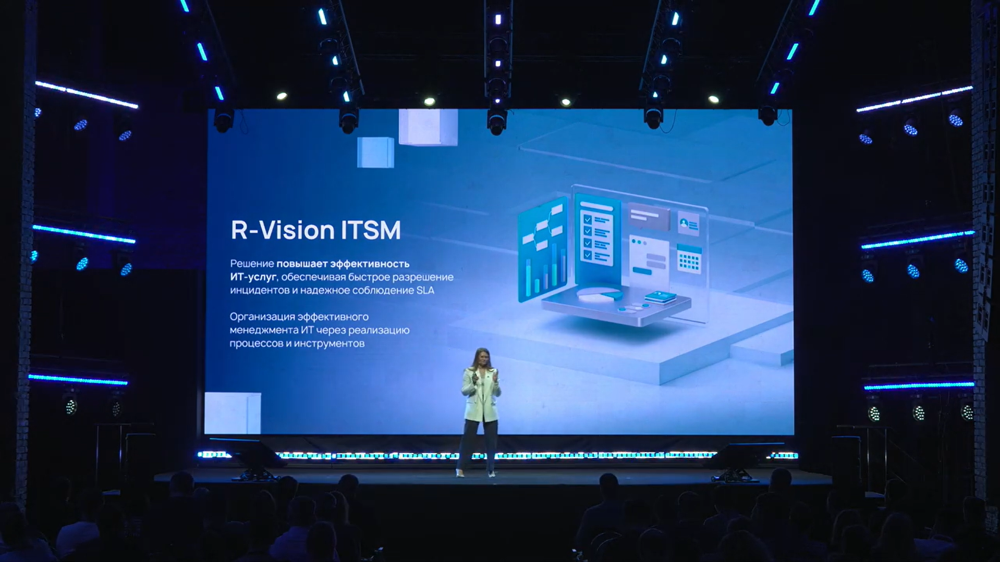 R-Vision ITSM
Решение повышает эффективность
ИТ-услуг, обеспечивая быстрое разрешение
инцидентов и надежное соблюдение SLA
Организация эффективного
менеджмента ИТ через реализацию
процессов и инструментов